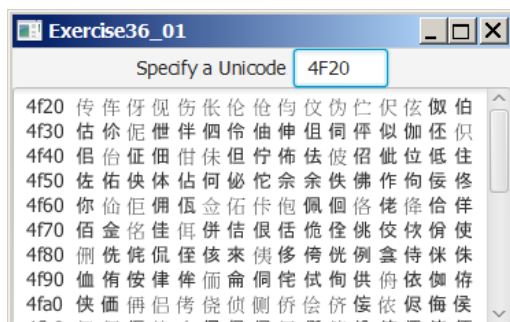 Exercise36_01
Specify a Unicode 4F20
4f20 传 伡 伢 伣 伤 伥 伦 伧 伨 伩 伪 伫 伬 伭 伮 伯
4f30 估 伱 伲 伳 伴 伵 伶 伷 伸 伹 伺 伻 似 伽 伾 伿
4f40 佀 佁 佂 佃 佄 佅 但 佇 佈 佉 佊 佋 佌 位 低 住
4f50 佐 佑 佒 体 佔 何 佖 佗 佘 余 佚 佛 作 佝 佞 佟
4f60 你 佡 佢 佣 佤 佥 佦 佧 佨 佩 佪 佫 佬 佭 佮 佯
4f70 佰 佱 佲 佳 佴 併 佶 佷 佸 佹 佺 佻 佼 佽 佾 使
4f80 侀 侁 侂 侃 侄 侅 來 侇 侈 侉 侊 例 侌 侍 侎 侏
4f90 侐 侑 侒 侓 侔 侕 侖 侗 侘 侙 侚 供 侜 依 侞 侟
4fa0 侠 価 侢 侣 侤 侥 侦 侧 侨 侩 侪 侫 侬 侭 侮 侯